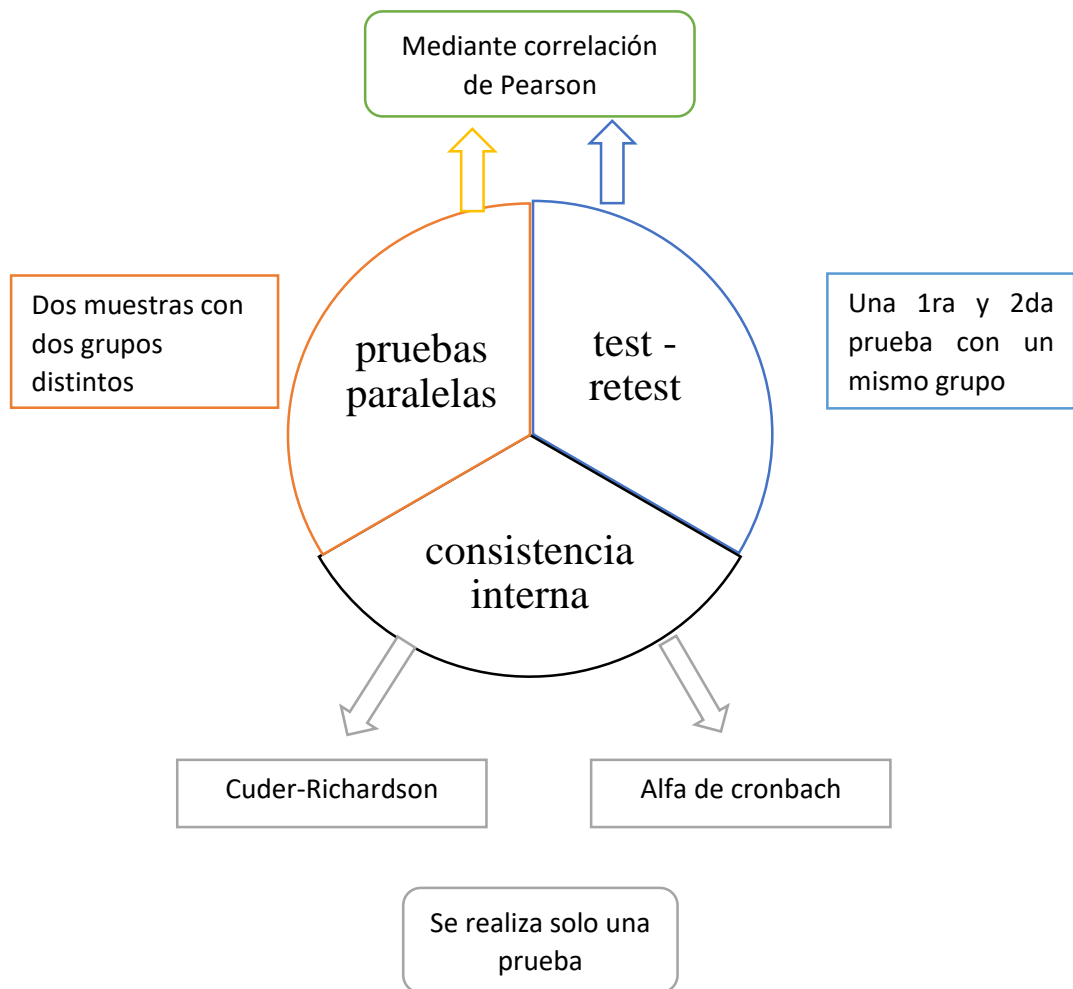 Mediante correlación
de Pearson
Dos muestras con
dos grupos
distintos
pruebas
paralelas
test -
retest
Una 1ra y 2da
prueba con un
mismo grupo
consistencia
interna
Cuder-Richardson
Alfa de cronbach
Se realiza solo una
prueba